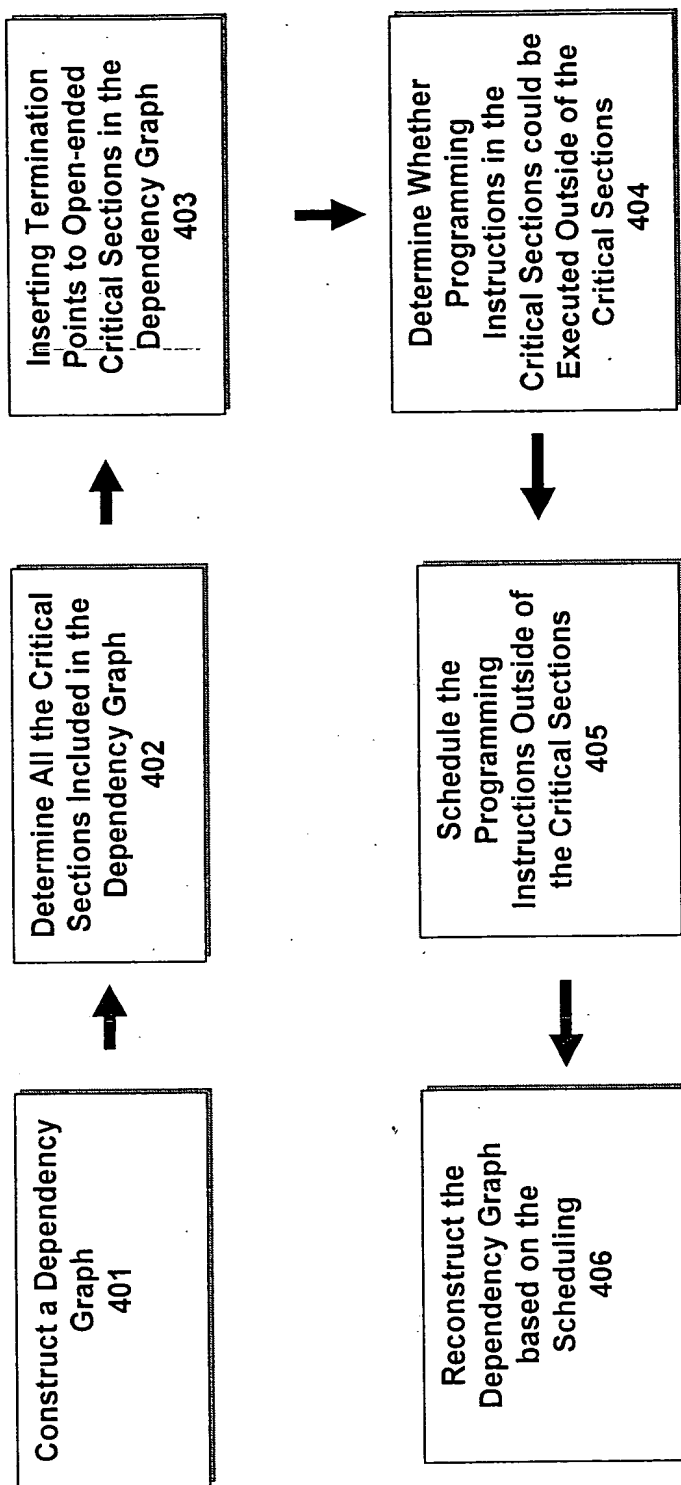 Construct a Dependency
Graph
401
Determine All the Critical
Sections Included in the
Dependency Graph
402
Inserting Termination
Points to Open-ended
Critical Sections in the
Dependency Graph
403
Determine Whether
Programming
Instructions in the
Critical Sections could be
Executed Outside of the
Critical Sections
404
Schedule the
Programming
Instructions Outside of
the Critical Sections
405
Reconstruct the
Dependency Graph
based on the
Scheduling
406